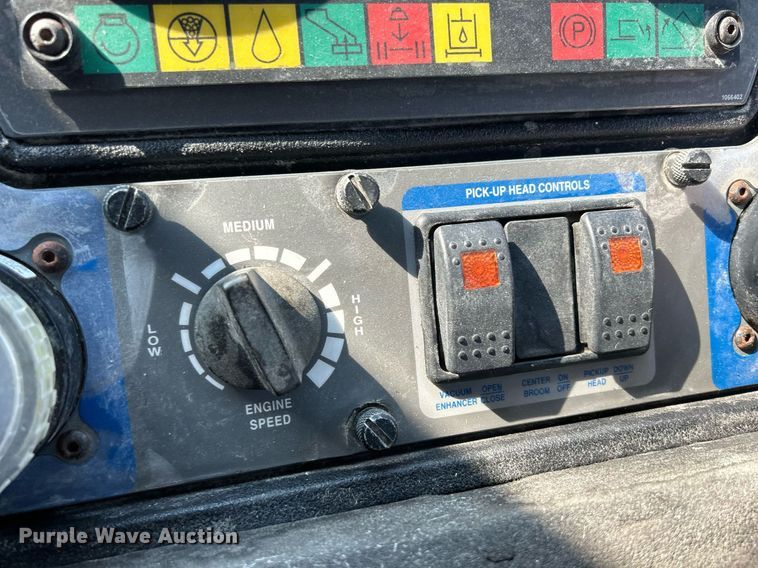 P
1066402
PICK-UP HEAD CONTROLS
MEDIUM
LOW
HIGH
ENGINE
SPEED
VACUUM OPEN
ENHANCER CLOSE
CENTER ON
BROOM OFF
PICKUP DOWN
HEAD UP
Purple Wave Auction